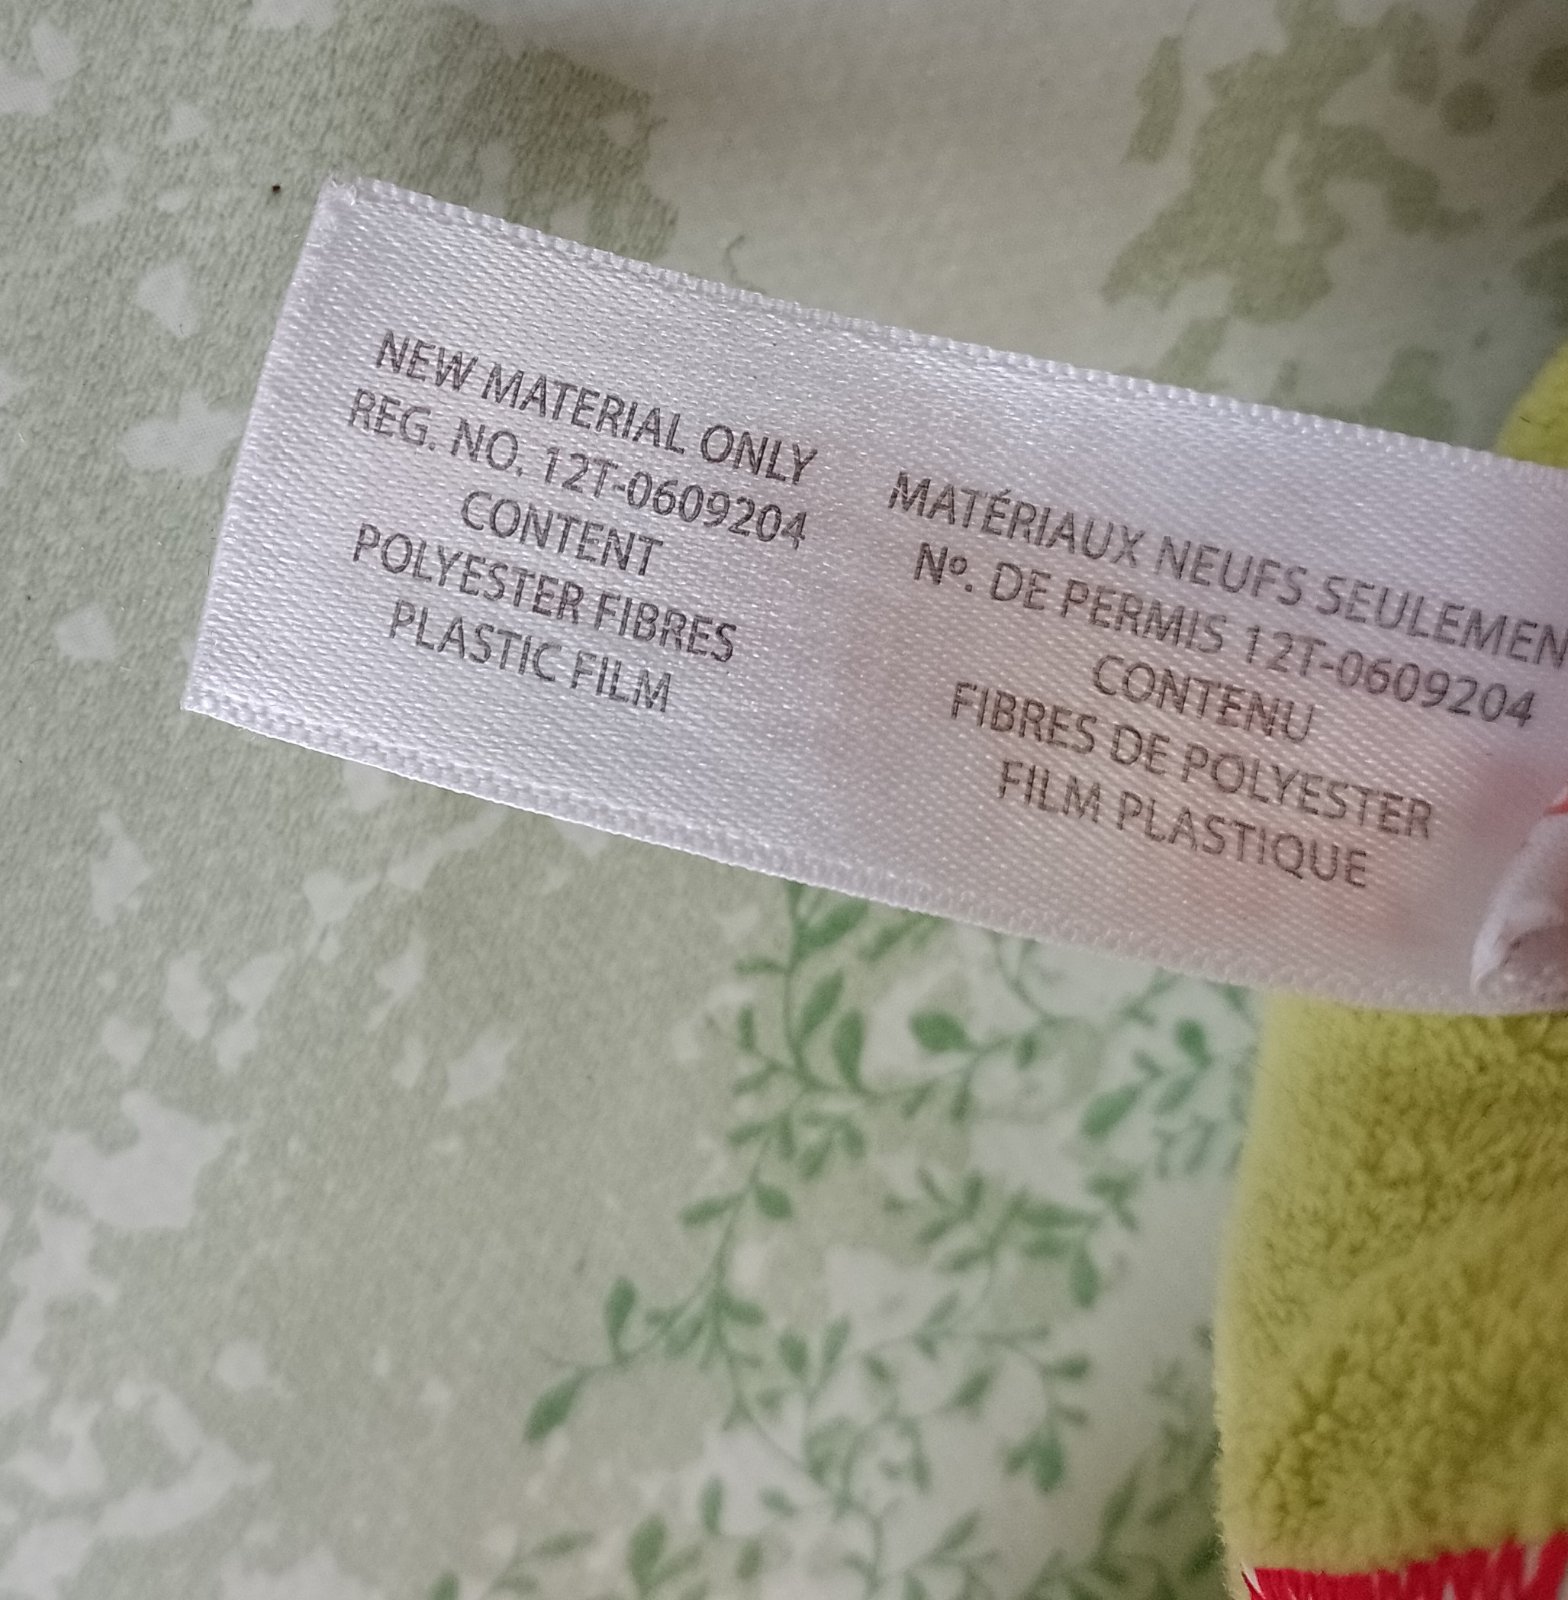 NEW MATERIAL ONLY
REG. NO. 12T-0609204
CONTENT
POLYESTER FIBRES
PLASTIC FILM
MATÉRIAUX NEUFS SEULEMEN
Nº. DE PERMIS 12T-0609204
CONTENU
FIBRES DE POLYESTER
FILM PLASTIQUE